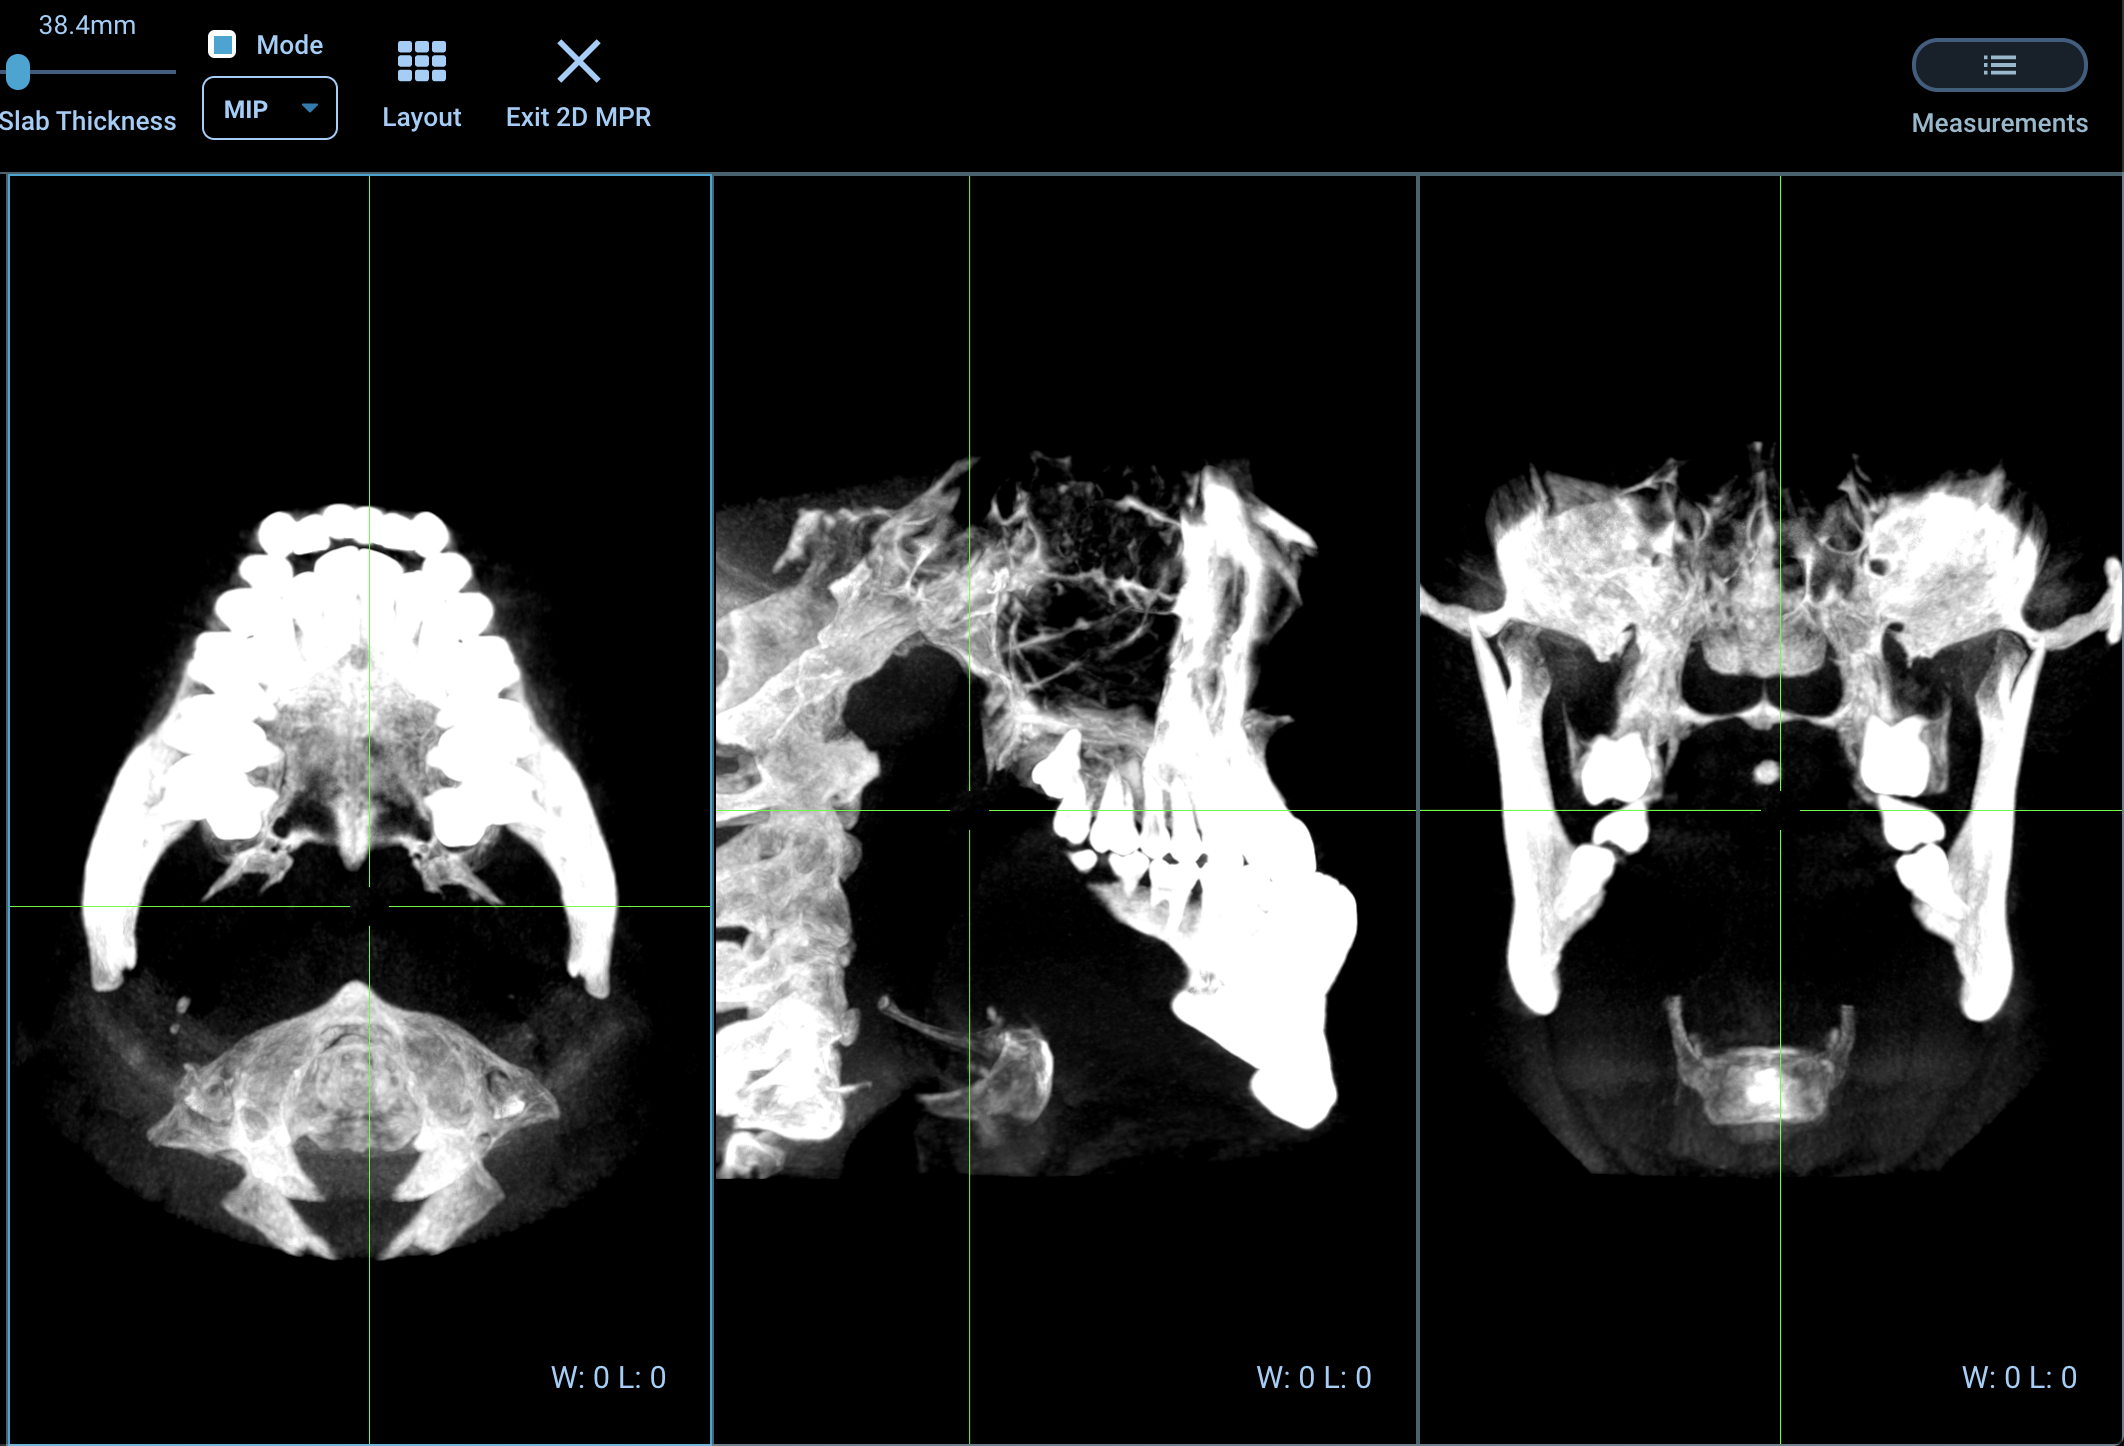 38.4mm
Slab Thickness
Mode
MIP
Layout
Exit 2D MPR
Measurements
W: 0 L: 0
W: 0 L: 0
W: 0 L: 0